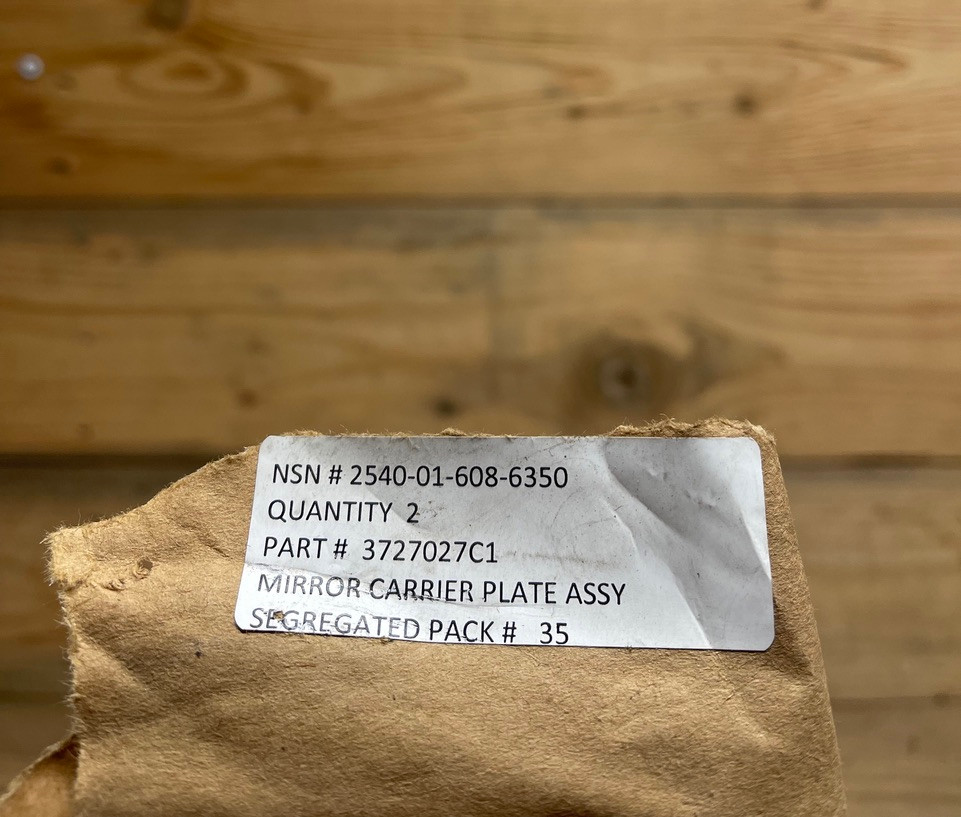 NSN # 2540-01-608-6350
QUANTITY 2
PART # 3727027C1
MIRROR CARRIER PLATE ASSY
SEGREGATED PACK # 35